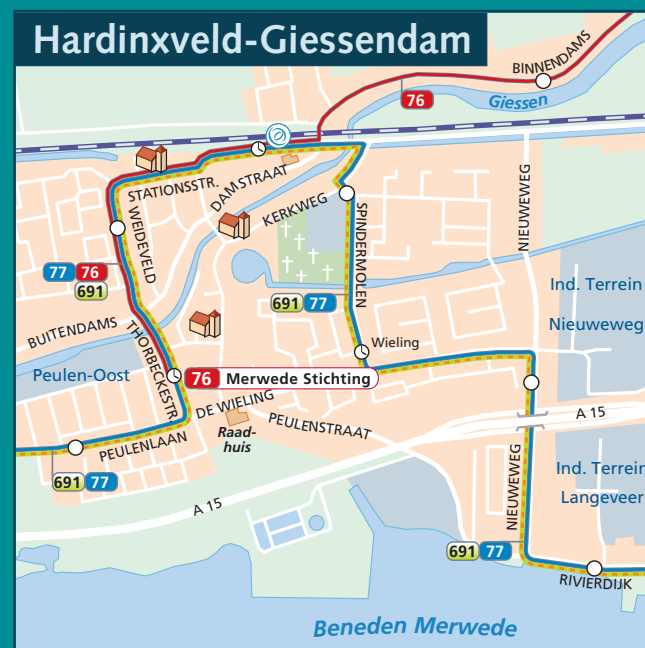 Hardinxveld-Giessendam
BINNENDAMS
Giessen
76
STATIONSSTR.
DAMSTRAAT
KERKWEG
WEIDEVELD
SPINDERMOLEN
NIEUWEWEG
77 76
691
691 77
Ind. Terrein
Nieuweweg
BUITENDAMS
THORBECKESTR.
Wieling
Peulen-Oost
76 Merwede Stichting
DE WIELING
PEULENSTRAAT
A 15
Raad-
huis
PEULENLAAN
691 77
A 15
NIEUWEWEG
Ind. Terrein
Langeveer
691 77
RIVIERDIJK
Beneden Merwede